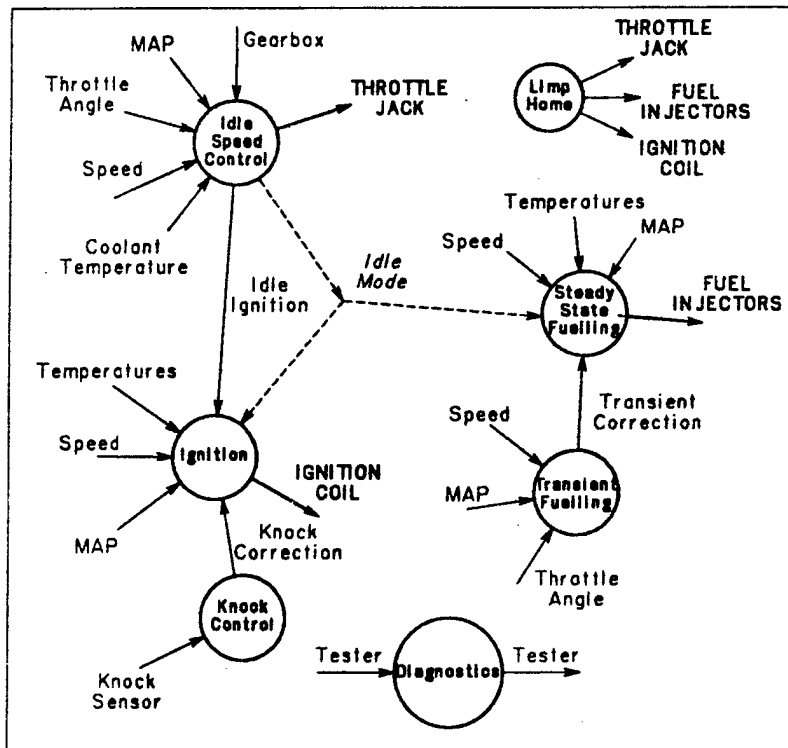 Gearbox
MAP
Throttle
Angle
THROTTLE
JACK
Idle
Speed
Control
Speed
Coolant
Temperature
THROTTLE
JACK
Limp
Home
FUEL
INJECTORS
IGNITION
COIL
Temperatures
Speed
MAP
Idle
Mode
Idle
Ignition
Steady
State
Fuelling
FUEL
INJECTORS
Temperatures
Speed
Ignition
MAP
IGNITION
COIL
Knock
Correction
Transient
Correction
Speed
MAP
Transient
Fuelling
Throttle
Angle
Knock
Control
Knock
Sensor
Tester
Diagnostics
Tester